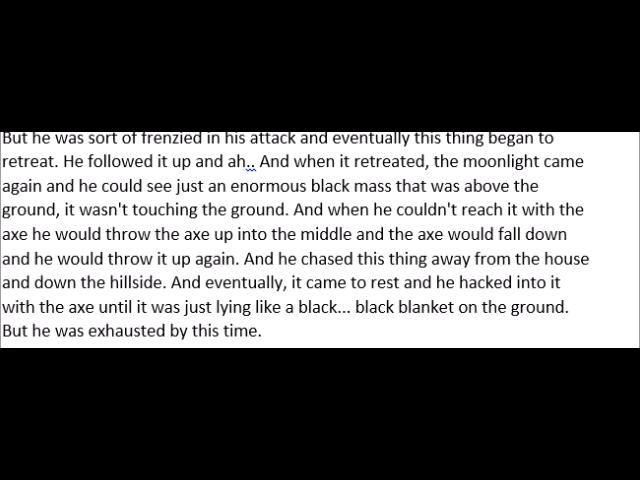 But he was sort of frenzied in his attack and eventually this thing began to
retreat. He followed it up and ah.. And when it retreated, the moonlight came
again and he could see just an enormous black mass that was above the
ground, it wasn't touching the ground. And when he couldn't reach it with the
axe he would throw the axe up into the middle and the axe would fall down
and he would throw it up again. And he chased this thing away from the house
and down the hillside. And eventually, it came to rest and he hacked into it
with the axe until it was just lying like a black... black blanket on the ground.
But he was exhausted by this time.